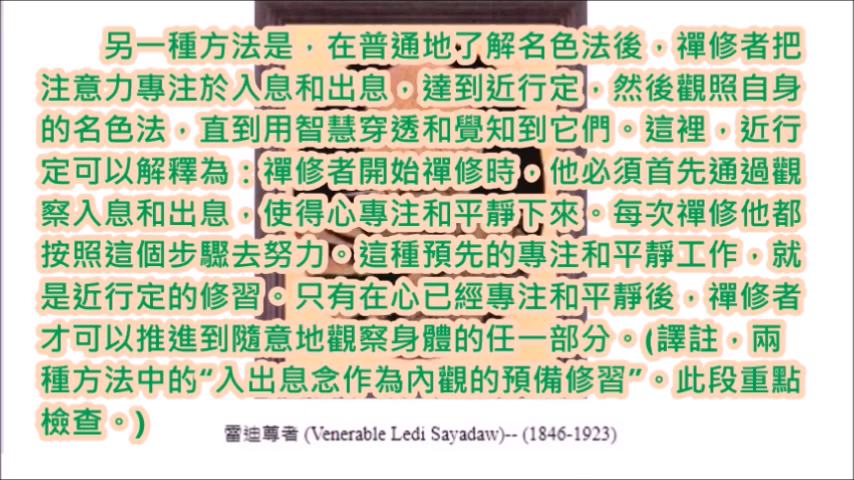 另一種方法是，在普通地了解名色法後，禪修者把
注意力專注於入息和出息，達到近行定，然後觀照自身
的名色法，直到用智慧穿透和覺知到它們。這裡，近行
定可以解釋為：禪修者開始禪修時。他必須首先通過觀
察入息和出息，使得心專注和平靜下來。每次禪修他都
按照這個步驟去努力。這種預先的專注和平靜工作，就
是近行定的修習。只有在心已經專注和平靜後，禪修者
才可以推進到隨意地觀察身體的任一部分。(譯註，兩
種方法中的“入出息念作為內觀的預備修習”。此段重點
檢查。)
雷迪尊者 (Venerable Ledi Sayadaw)-- (1846-1923)